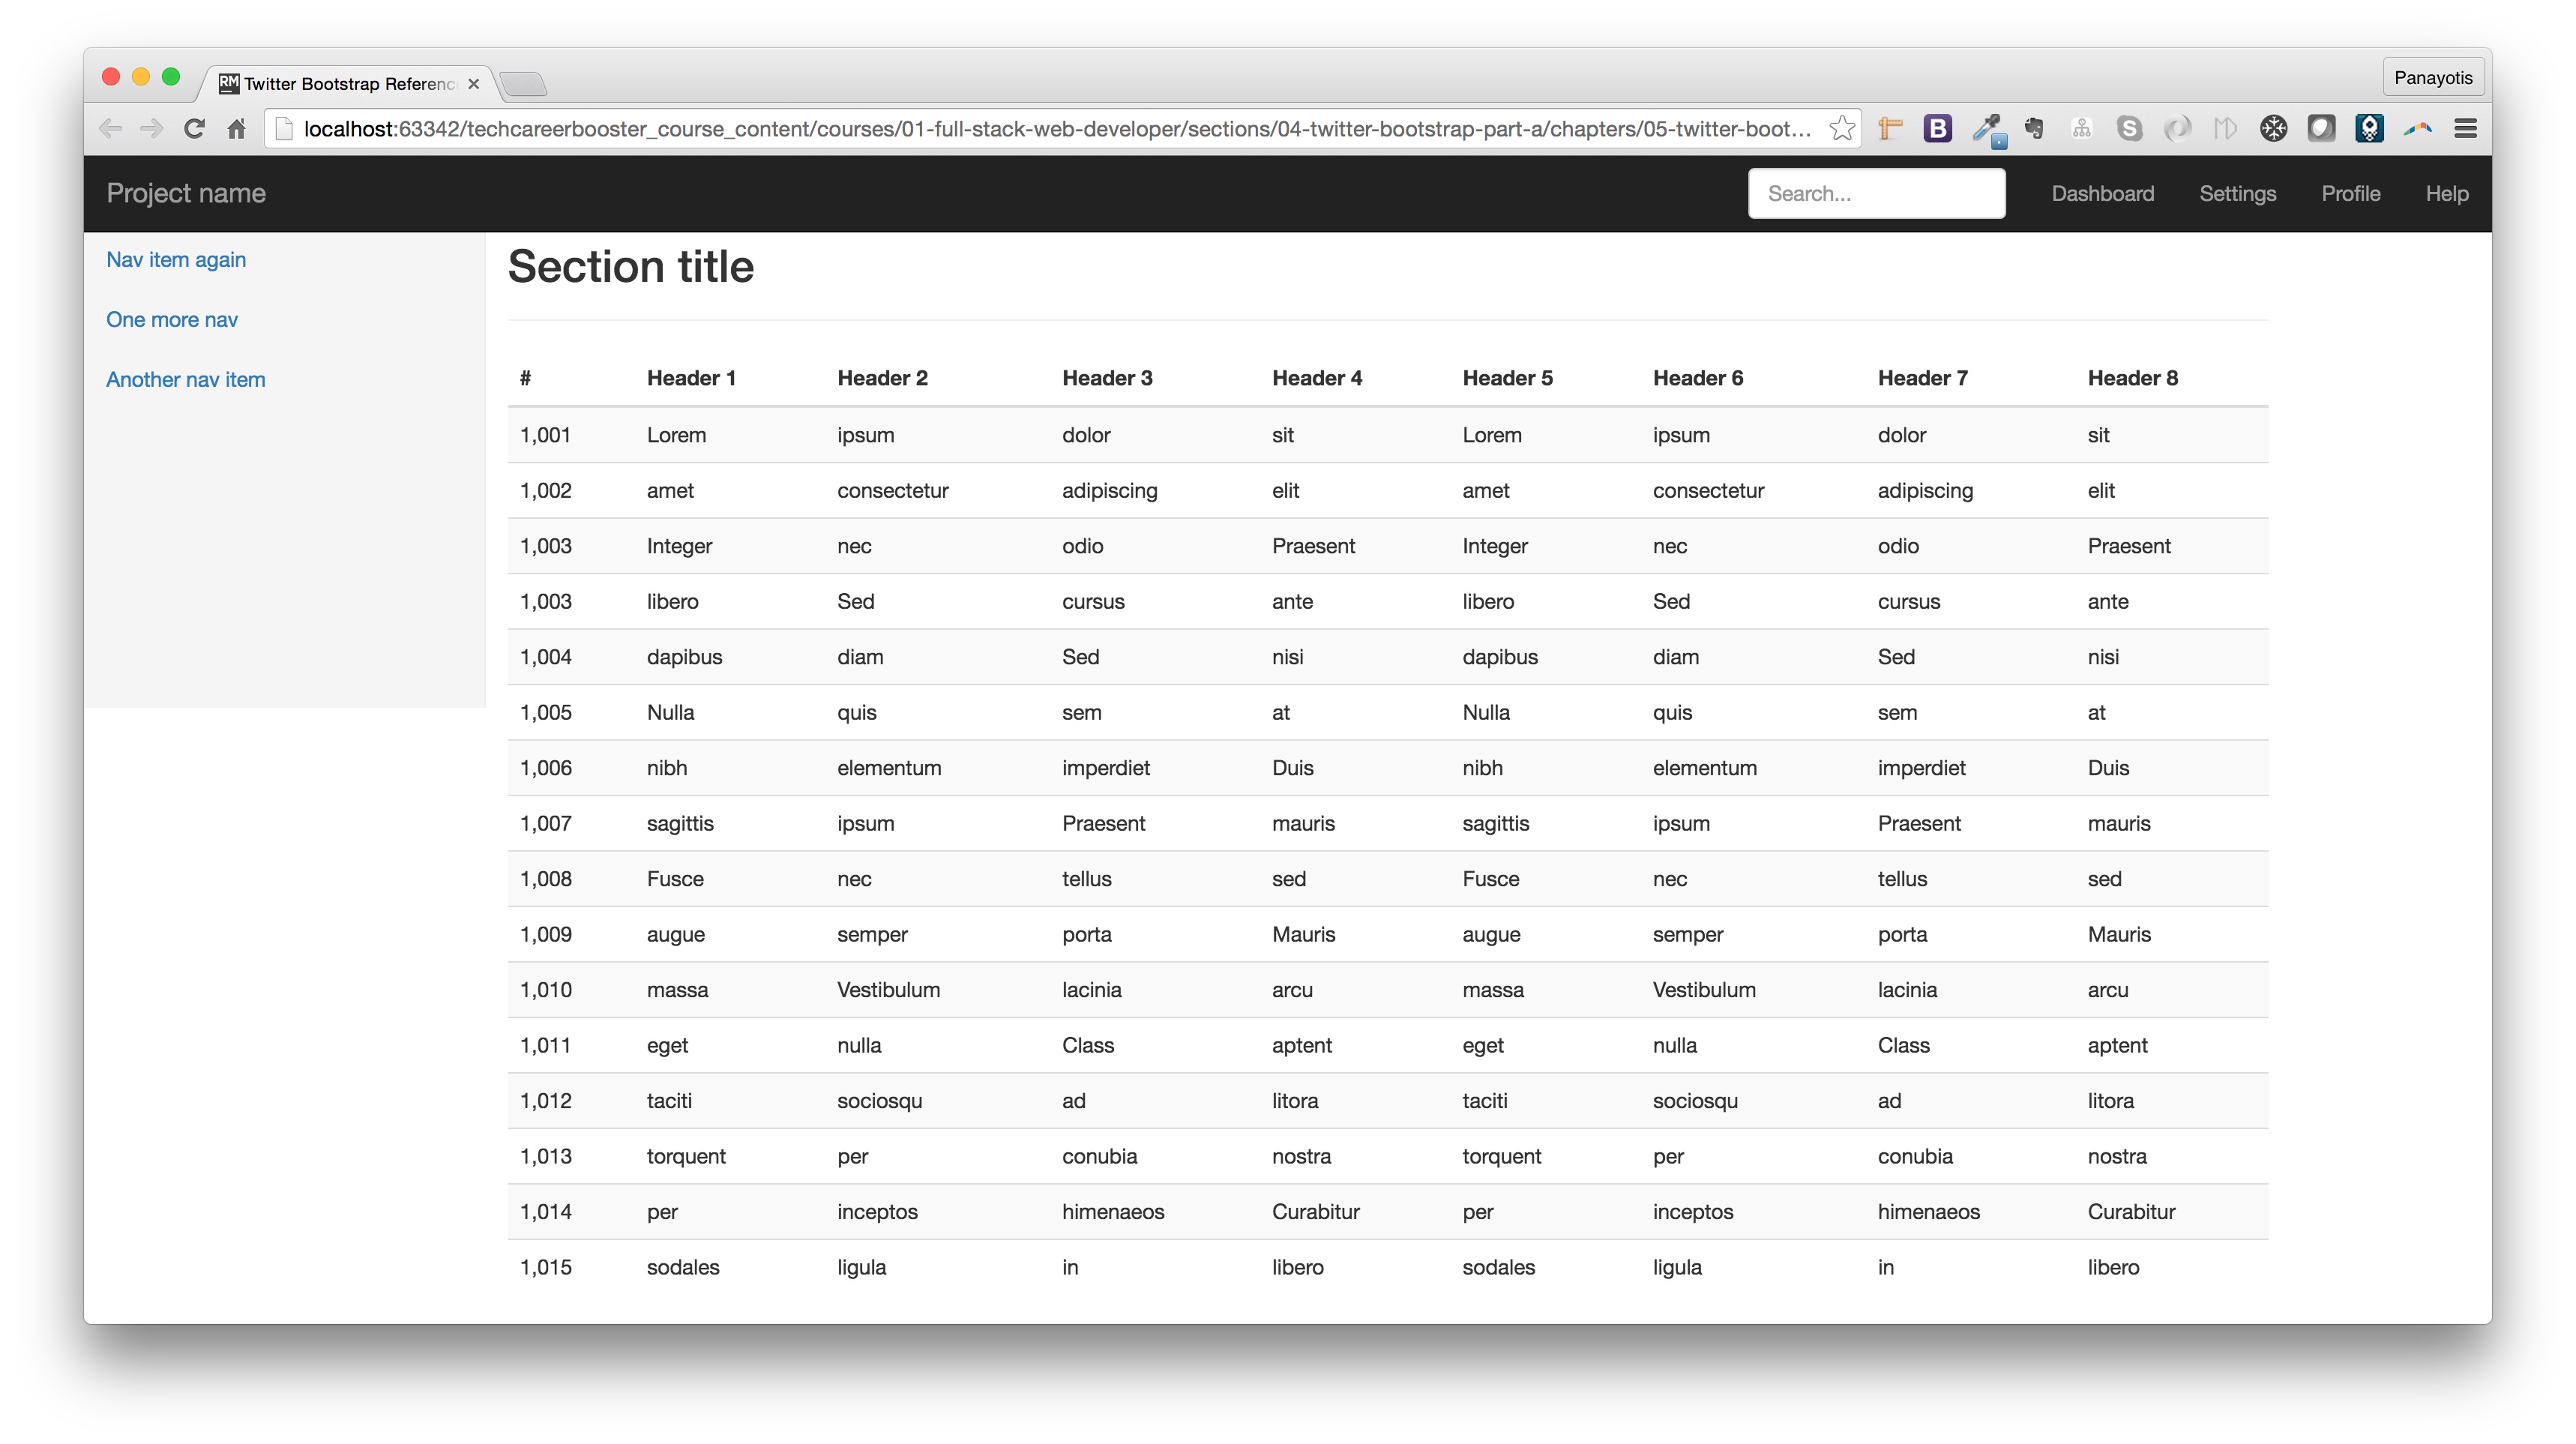 RM Twitter Bootstrap Referenc
Panayotis
localhost:63342/techcareerbooster_course_content/courses/01-full-stack-web-developer/sections/04-twitter-bootstrap-part-a/chapters/05-twitter-boot...
Project name Search... Dashboard Settings Profile Help
Nav item again
One more nav
Another nav item
Section title
# Header 1 Header 2 Header 3 Header 4 Header 5 Header 6 Header 7 Header 8
1,001 Lorem ipsum dolor sit Lorem ipsum dolor sit
1,002 amet consectetur adipiscing elit amet consectetur adipiscing elit
1,003 Integer nec odio Praesent Integer nec odio Praesent
1,003 libero Sed cursus ante libero Sed cursus ante
1,004 dapibus diam Sed nisi dapibus diam Sed nisi
1,005 Nulla quis sem at Nulla quis sem at
1,006 nibh elementum imperdiet Duis nibh elementum imperdiet Duis
1,007 sagittis ipsum Praesent mauris sagittis ipsum Praesent mauris
1,008 Fusce nec tellus sed Fusce nec tellus sed
1,009 augue semper porta Mauris augue semper porta Mauris
1,010 massa Vestibulum lacinia arcu massa Vestibulum lacinia arcu
1,011 eget nulla Class aptent eget nulla Class aptent
1,012 taciti sociosqu ad litora taciti sociosqu ad litora
1,013 torquent per conubia nostra torquent per conubia nostra
1,014 per inceptos himenaeos Curabitur per inceptos himenaeos Curabitur
1,015 sodales ligula in libero sodales ligula in libero